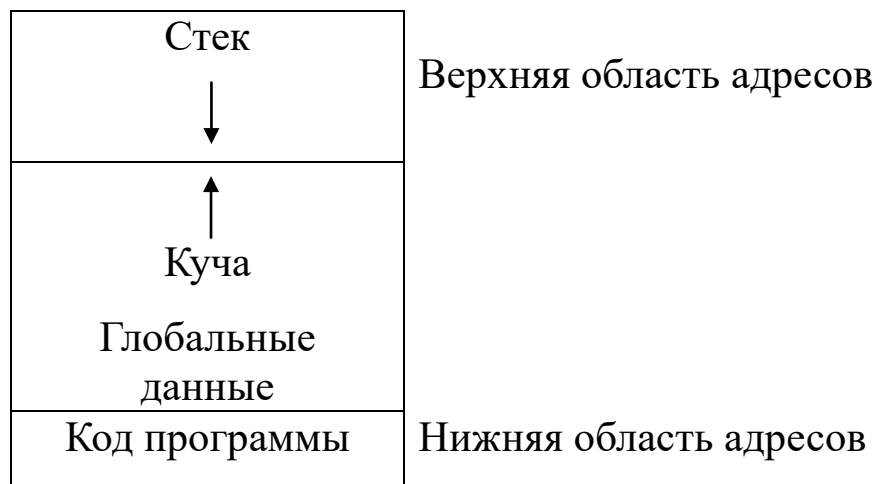 Стек
Верхняя область адресов
Куча
Глобальные
данные
Код программы
Нижняя область адресов